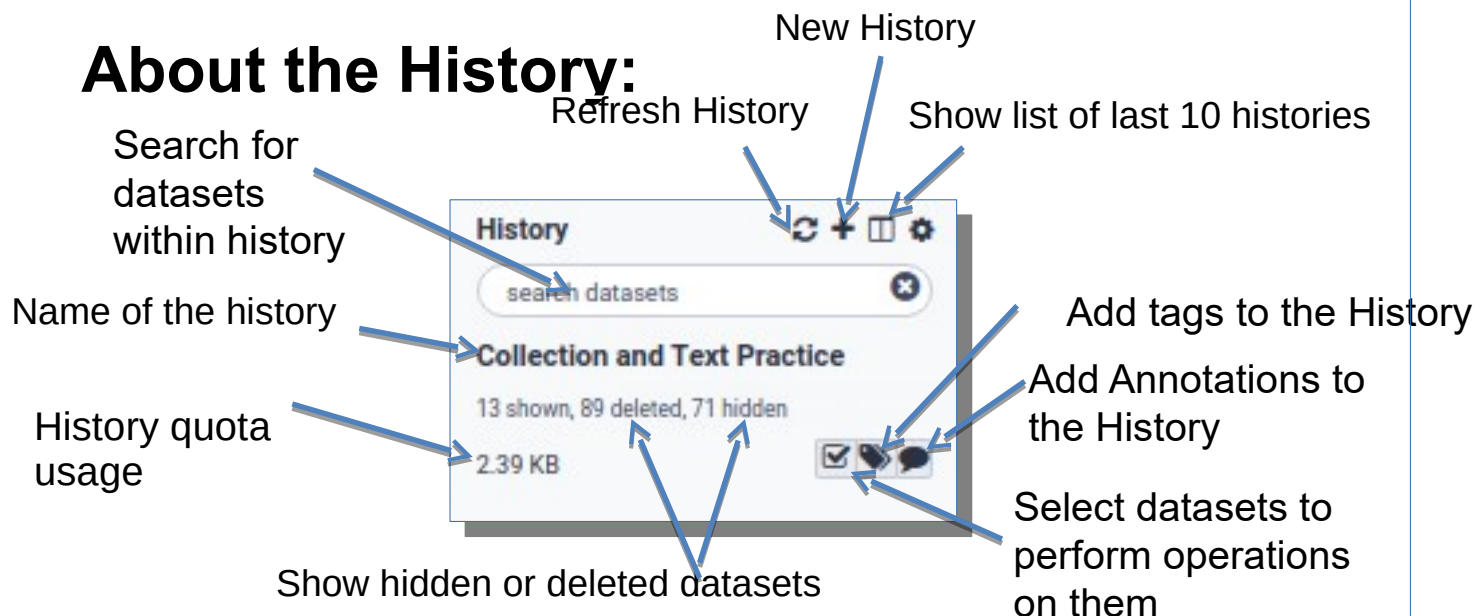 New History
About the History:
Refresh History
Show list of last 10 histories
Search for
datasets
within history
History
search datasets
Name of the history
Add tags to the History
Collection and Text Practice
Add Annotations to
the History
13 shown, 89 deleted, 71 hidden
History quota
usage
2.39 KB
Select datasets to
perform operations
on them
Show hidden or deleted datasets